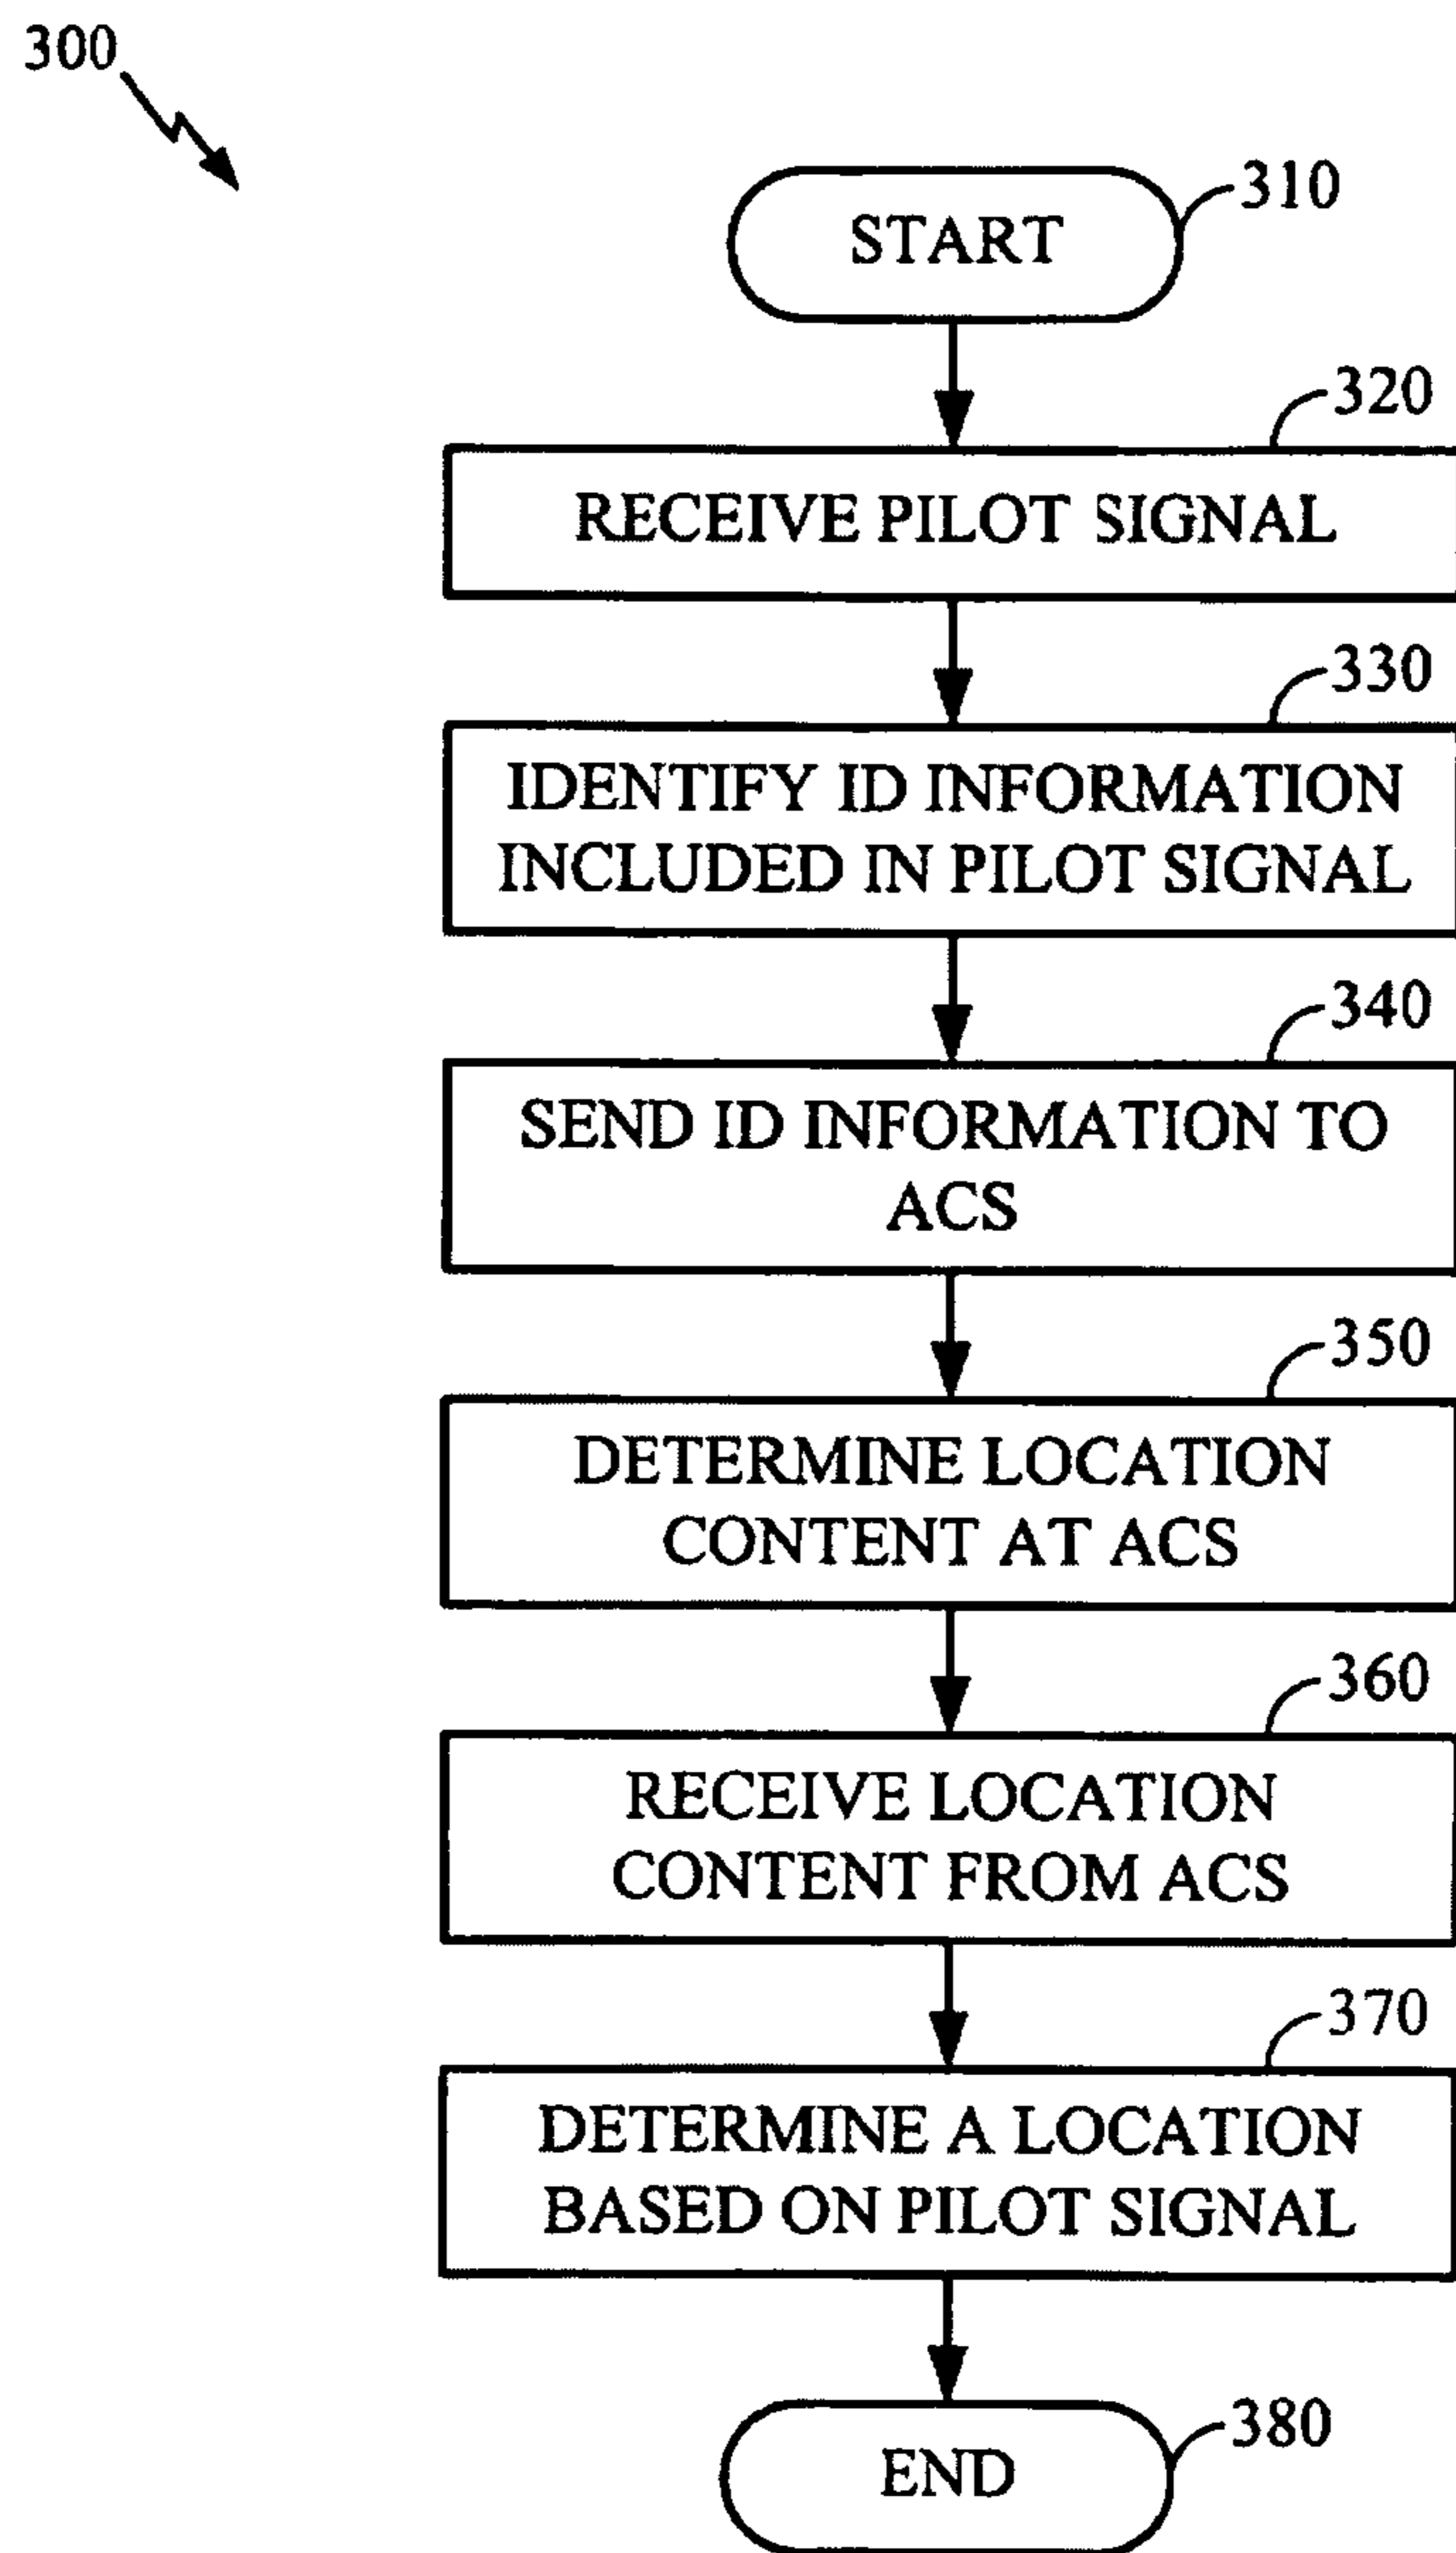 300
310
START
320
RECEIVE PILOT SIGNAL
330
IDENTIFY ID INFORMATION
INCLUDED IN PILOT SIGNAL
340
SEND ID INFORMATION TO
ACS
350
DETERMINE LOCATION
CONTENT AT ACS
360
RECEIVE LOCATION
CONTENT FROM ACS
370
DETERMINE A LOCATION
BASED ON PILOT SIGNAL
380
END